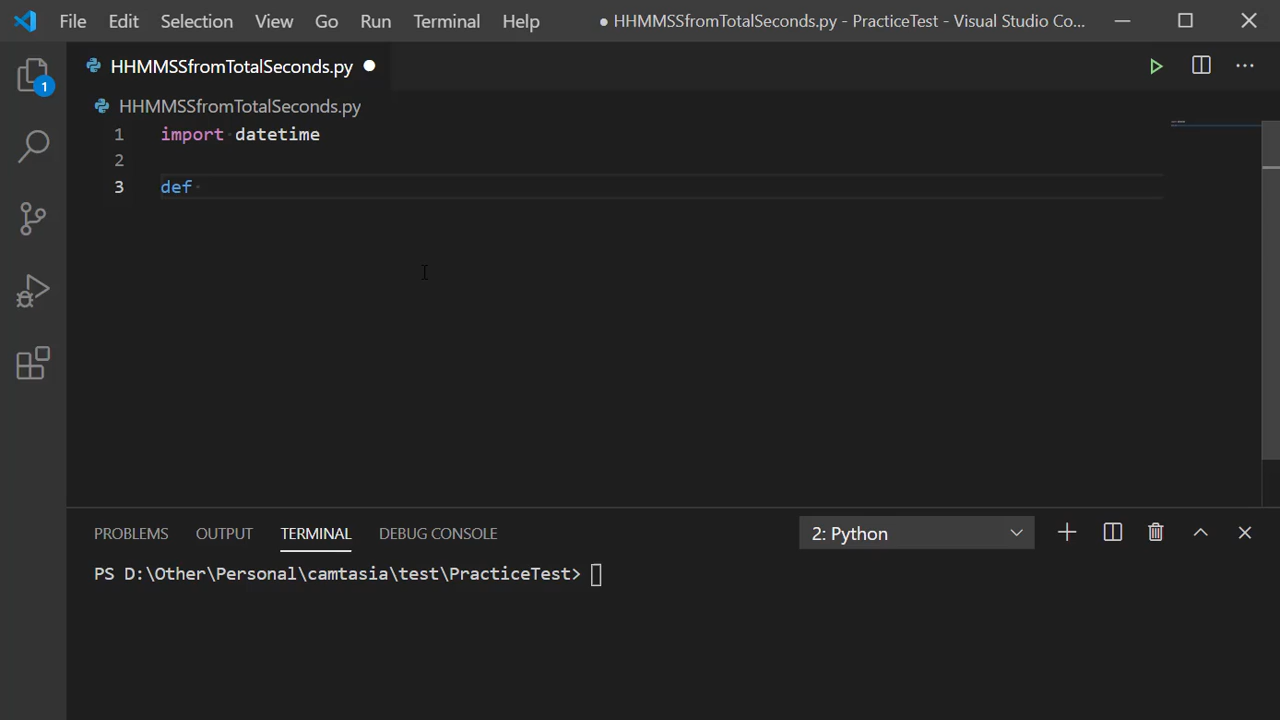 File Edit Selection View Go Run Terminal Help ● HHMMSSfromTotalSeconds.py - PracticeTest - Visual Studio Co...
HHMMSSfromTotalSeconds.py
HHMMSSfromTotalSeconds.py
1 import datetime
2
3 def
1
PROBLEMS OUTPUT TERMINAL DEBUG CONSOLE 2: Python
PS D:\Other\Personal\camtasia\test\PracticeTest>